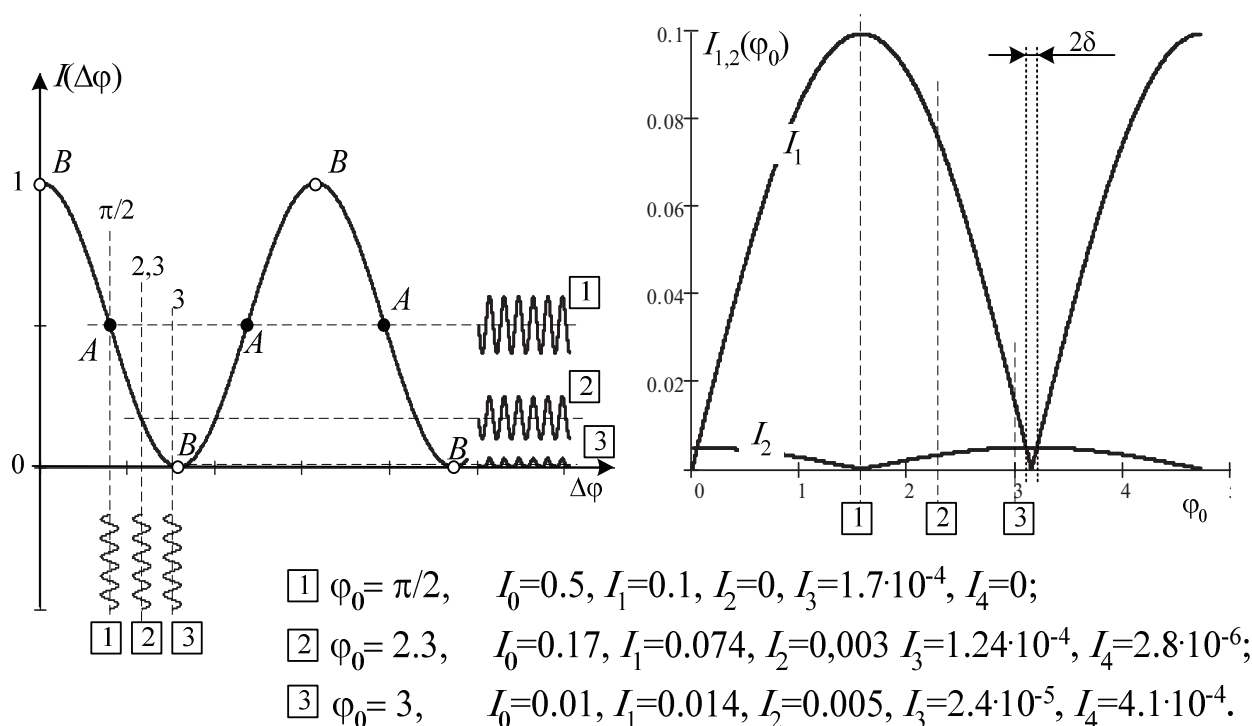 I(Δφ)
B
B
1
π/2
2,3
3
A
A
A
1
2
3
B
B
0
Δφ
1 2 3
0.1
I₁,₂(φ₀)
2δ
0.08
I₁
0.06
0.04
0.02
I₂
0 1 2 3 4 5
φ₀
1 2 3
1 φ₀= π/2, I₀=0.5, I₁=0.1, I₂=0, I₃=1.7·10⁻⁴, I₄=0;
2 φ₀= 2.3, I₀=0.17, I₁=0.074, I₂=0,003 I₃=1.24·10⁻⁴, I₄=2.8·10⁻⁶;
3 φ₀= 3, I₀=0.01, I₁=0.014, I₂=0.005, I₃=2.4·10⁻⁵, I₄=4.1·10⁻⁴.